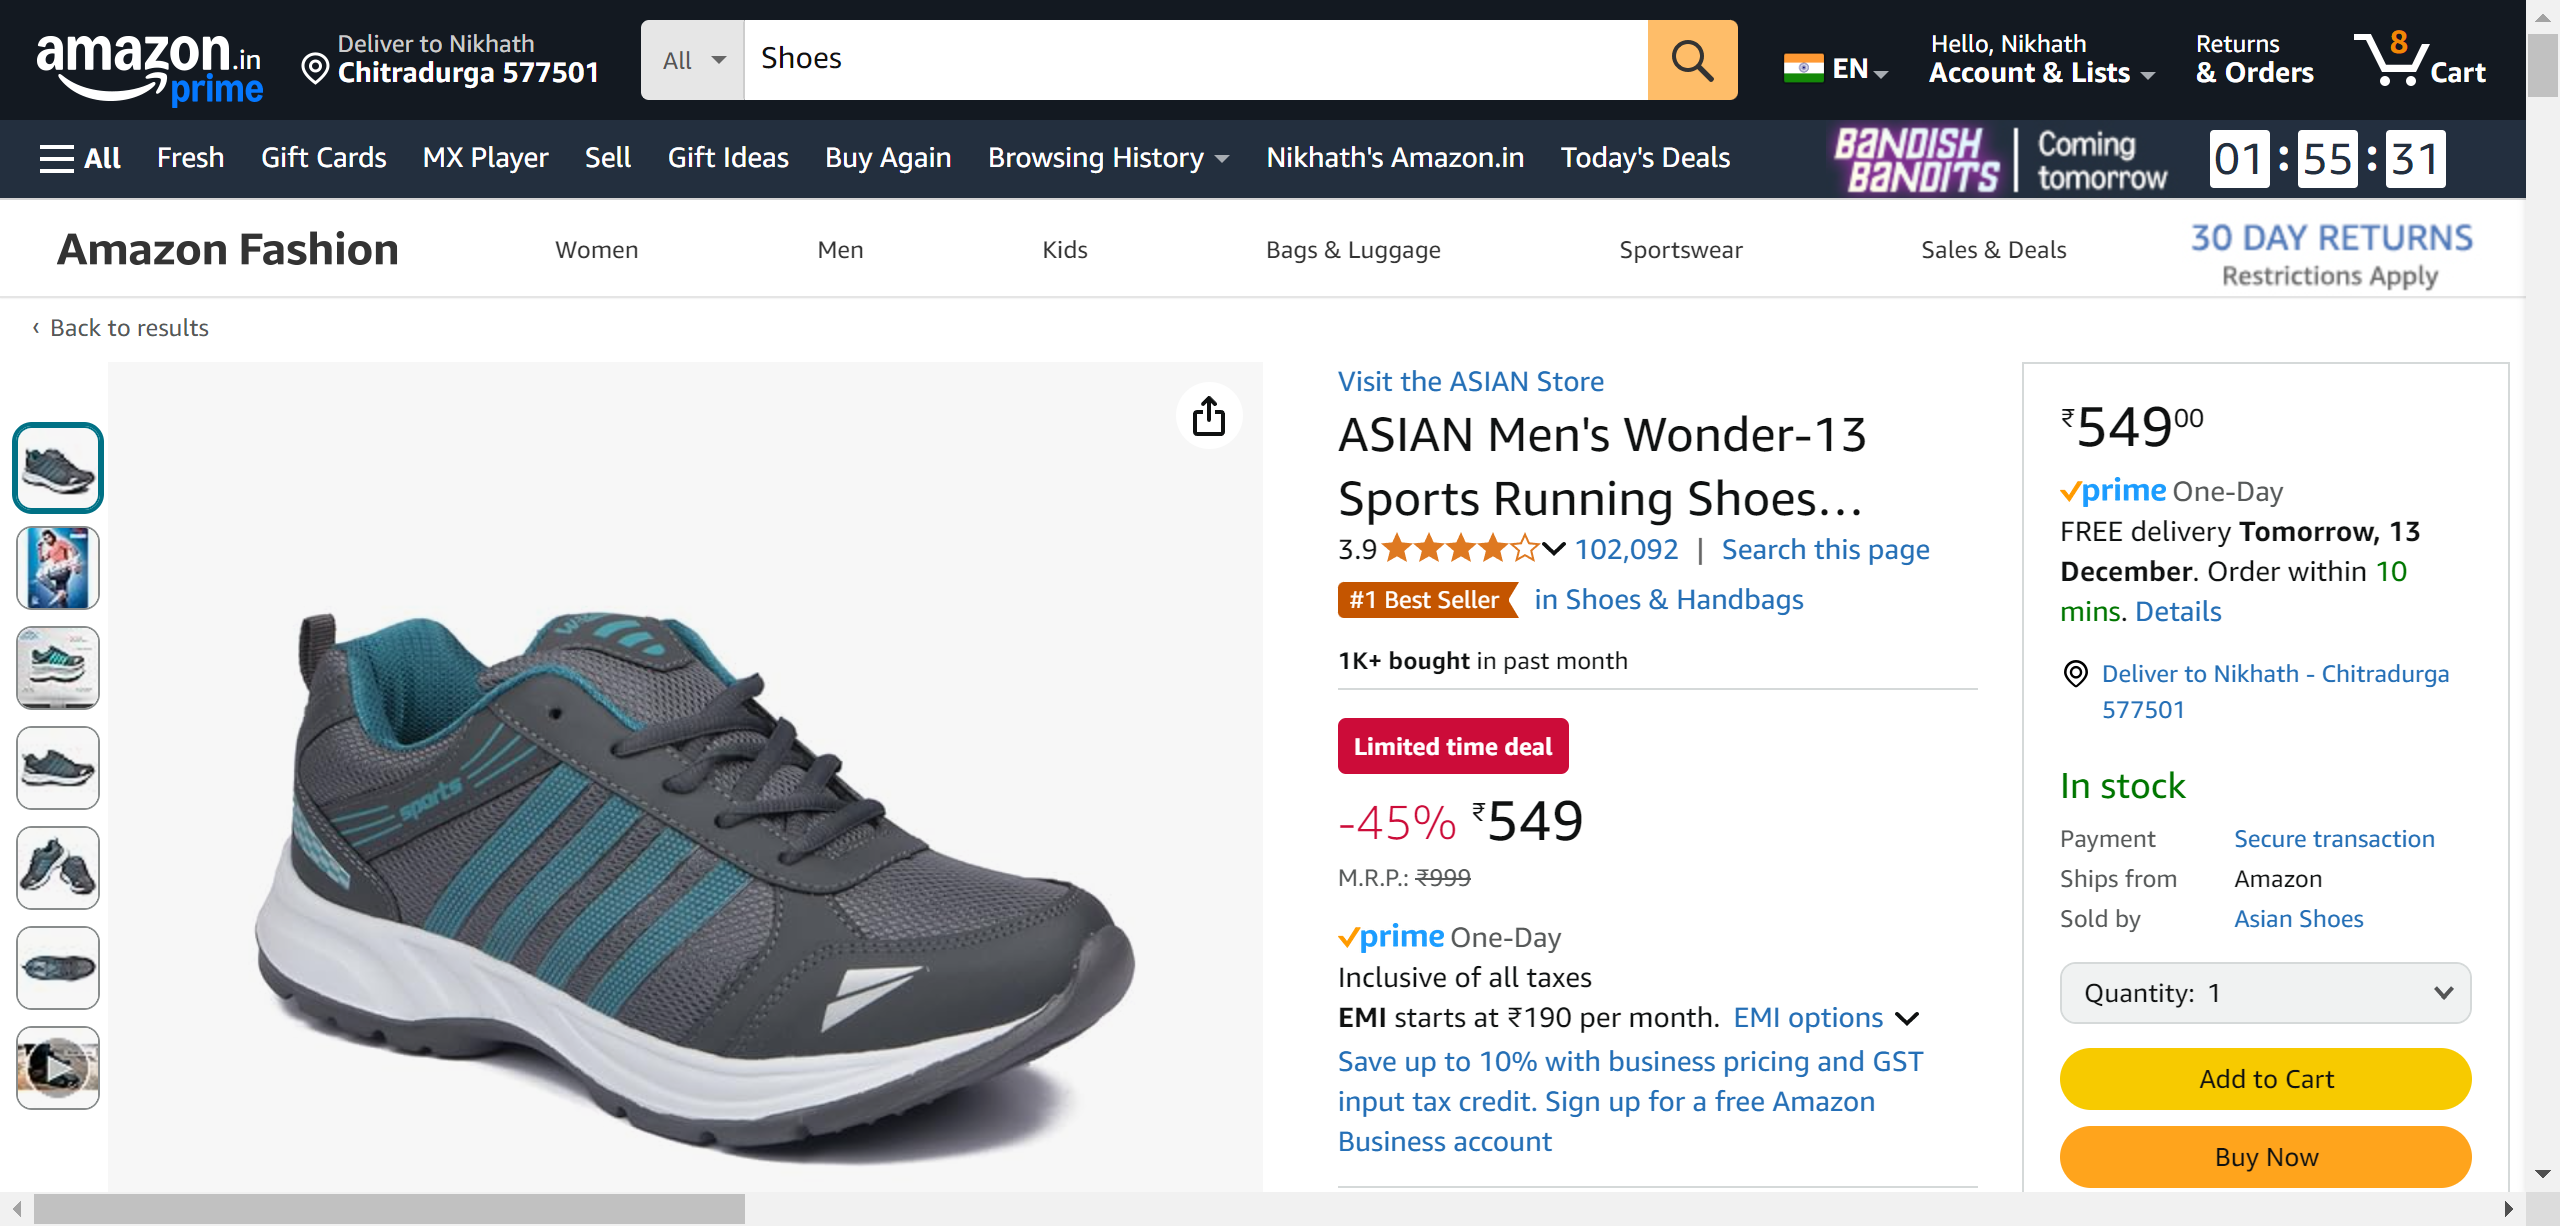 amazon.in
prime
Deliver to Nikhath
Chitradurga 577501
All
Shoes
EN
Hello, Nikhath
Account & Lists
Returns
& Orders
8
Cart
All
Fresh
Gift Cards
MX Player
Sell
Gift Ideas
Buy Again
Browsing History
Nikhath's Amazon.in
Today's Deals
BANDISH
BANDITS
Coming
tomorrow
01 : 55 : 31
Amazon Fashion
Women
Men
Kids
Bags & Luggage
Sportswear
Sales & Deals
30 DAY RETURNS
Restrictions Apply
‹ Back to results
sports
Visit the ASIAN Store
ASIAN Men's Wonder-13
Sports Running Shoes...
3.9 102,092 | Search this page
#1 Best Seller in Shoes & Handbags
1K+ bought in past month
Limited time deal
-45% ₹549
M.R.P.: ₹999
prime One-Day
Inclusive of all taxes
EMI starts at ₹190 per month. EMI options
Save up to 10% with business pricing and GST
input tax credit. Sign up for a free Amazon
Business account
₹54900
prime One-Day
FREE delivery Tomorrow, 13
December. Order within 10
mins. Details
Deliver to Nikhath - Chitradurga
577501
In stock
Payment Secure transaction
Ships from Amazon
Sold by Asian Shoes
Quantity: 1
Add to Cart
Buy Now